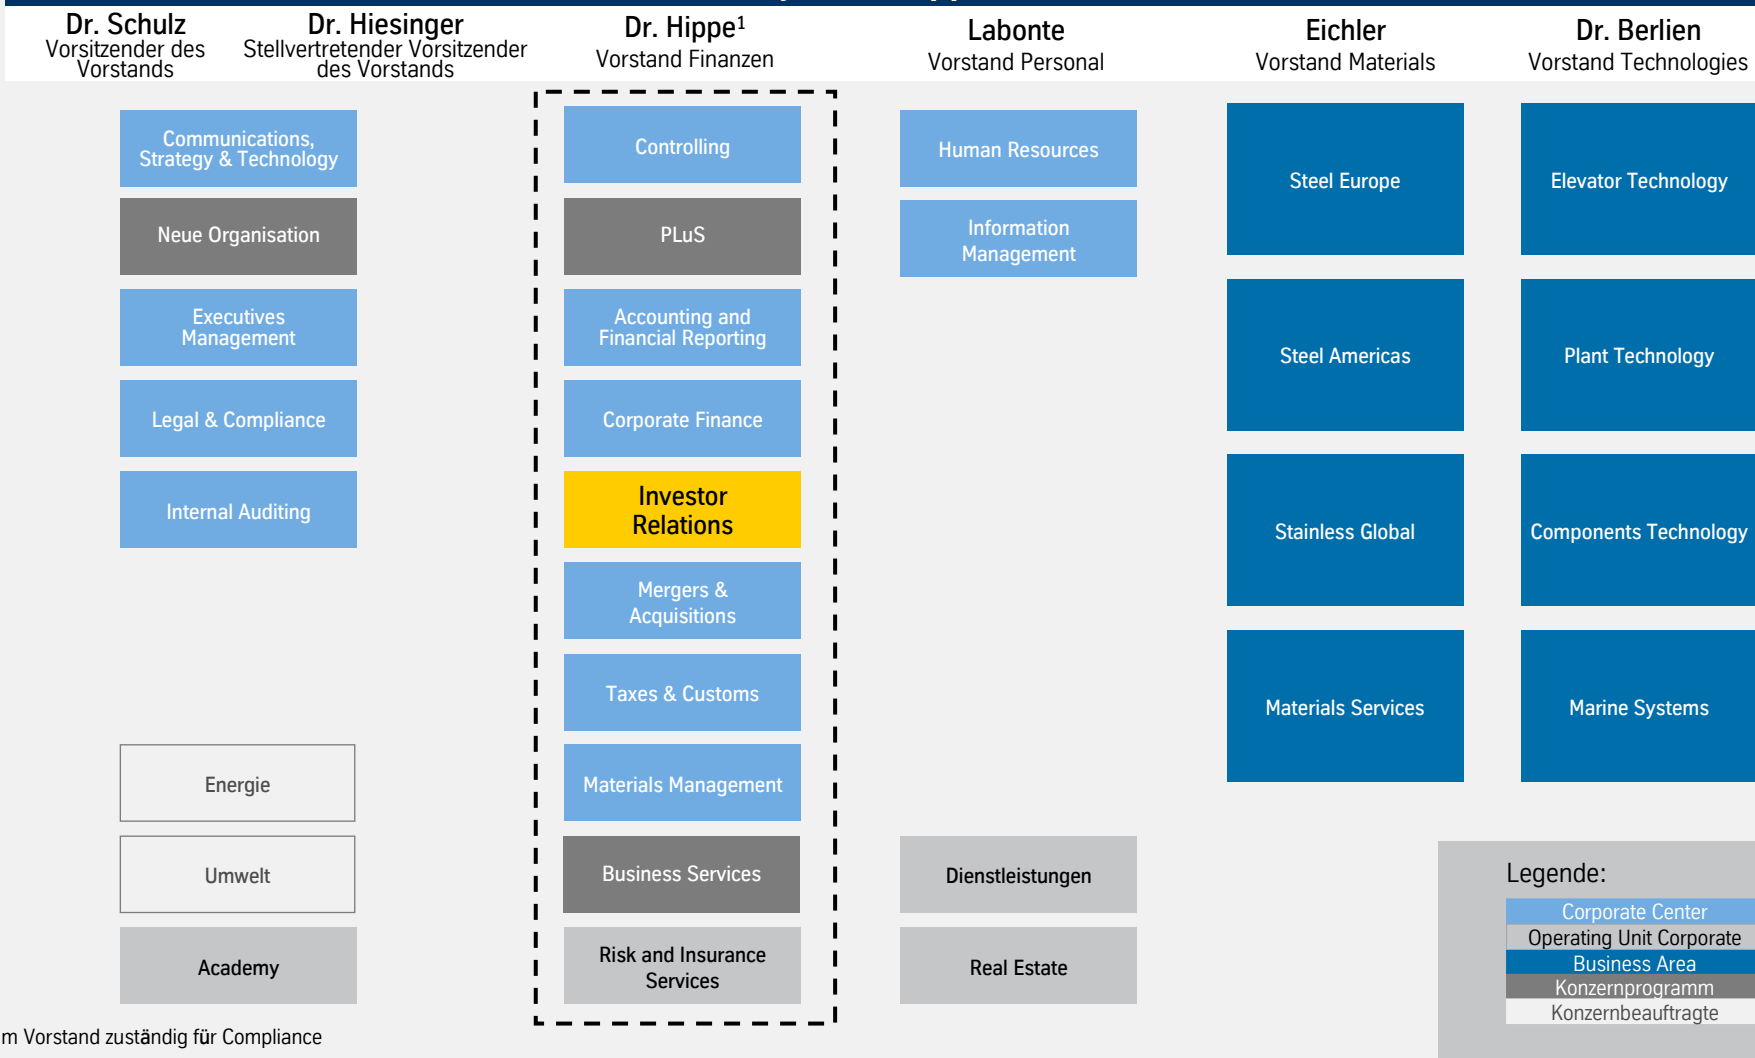 Dr. Schulz
Vorsitzender des
Vorstands
Dr. Hiesinger
Stellvertretender Vorsitzender
des Vorstands
Dr. Hippe¹
Vorstand Finanzen
Labonte
Vorstand Personal
Eichler
Vorstand Materials
Dr. Berlien
Vorstand Technologies
Communications,
Strategy & Technology
Neue Organisation
Executives
Management
Legal & Compliance
Internal Auditing
Energie
Umwelt
Academy
Controlling
PLuS
Accounting and
Financial Reporting
Corporate Finance
Investor
Relations
Mergers &
Acquisitions
Taxes & Customs
Materials Management
Business Services
Risk and Insurance
Services
Human Resources
Information
Management
Dienstleistungen
Real Estate
Steel Europe
Steel Americas
Stainless Global
Materials Services
Elevator Technology
Plant Technology
Components Technology
Marine Systems
Legende:
Corporate Center
Operating Unit Corporate
Business Area
Konzernprogramm
Konzernbeauftragte
m Vorstand zuständig für Compliance